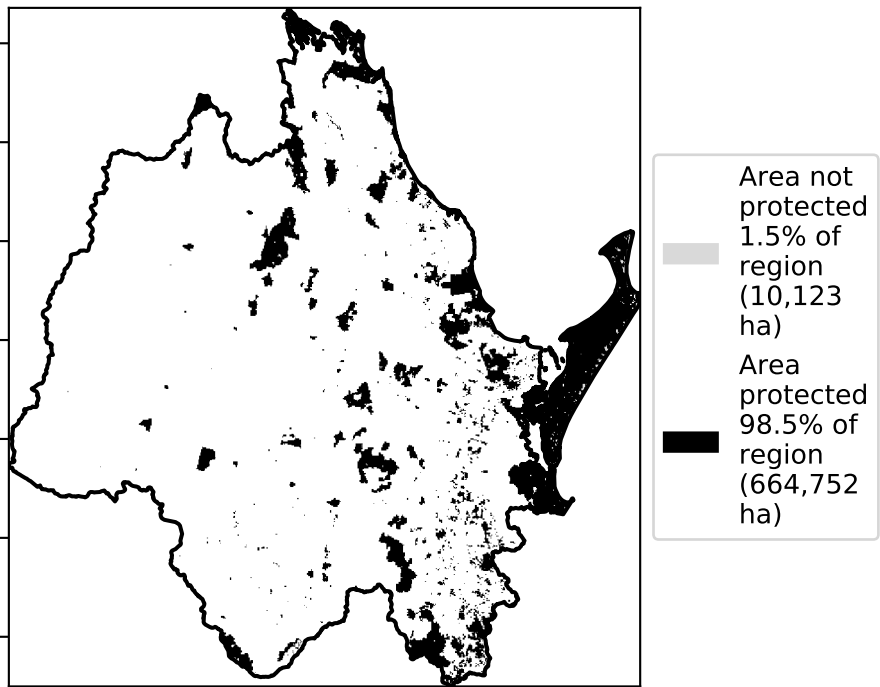 Area not
protected
1.5% of
region
(10,123
ha)
Area
protected
98.5% of
region
(664,752
ha)